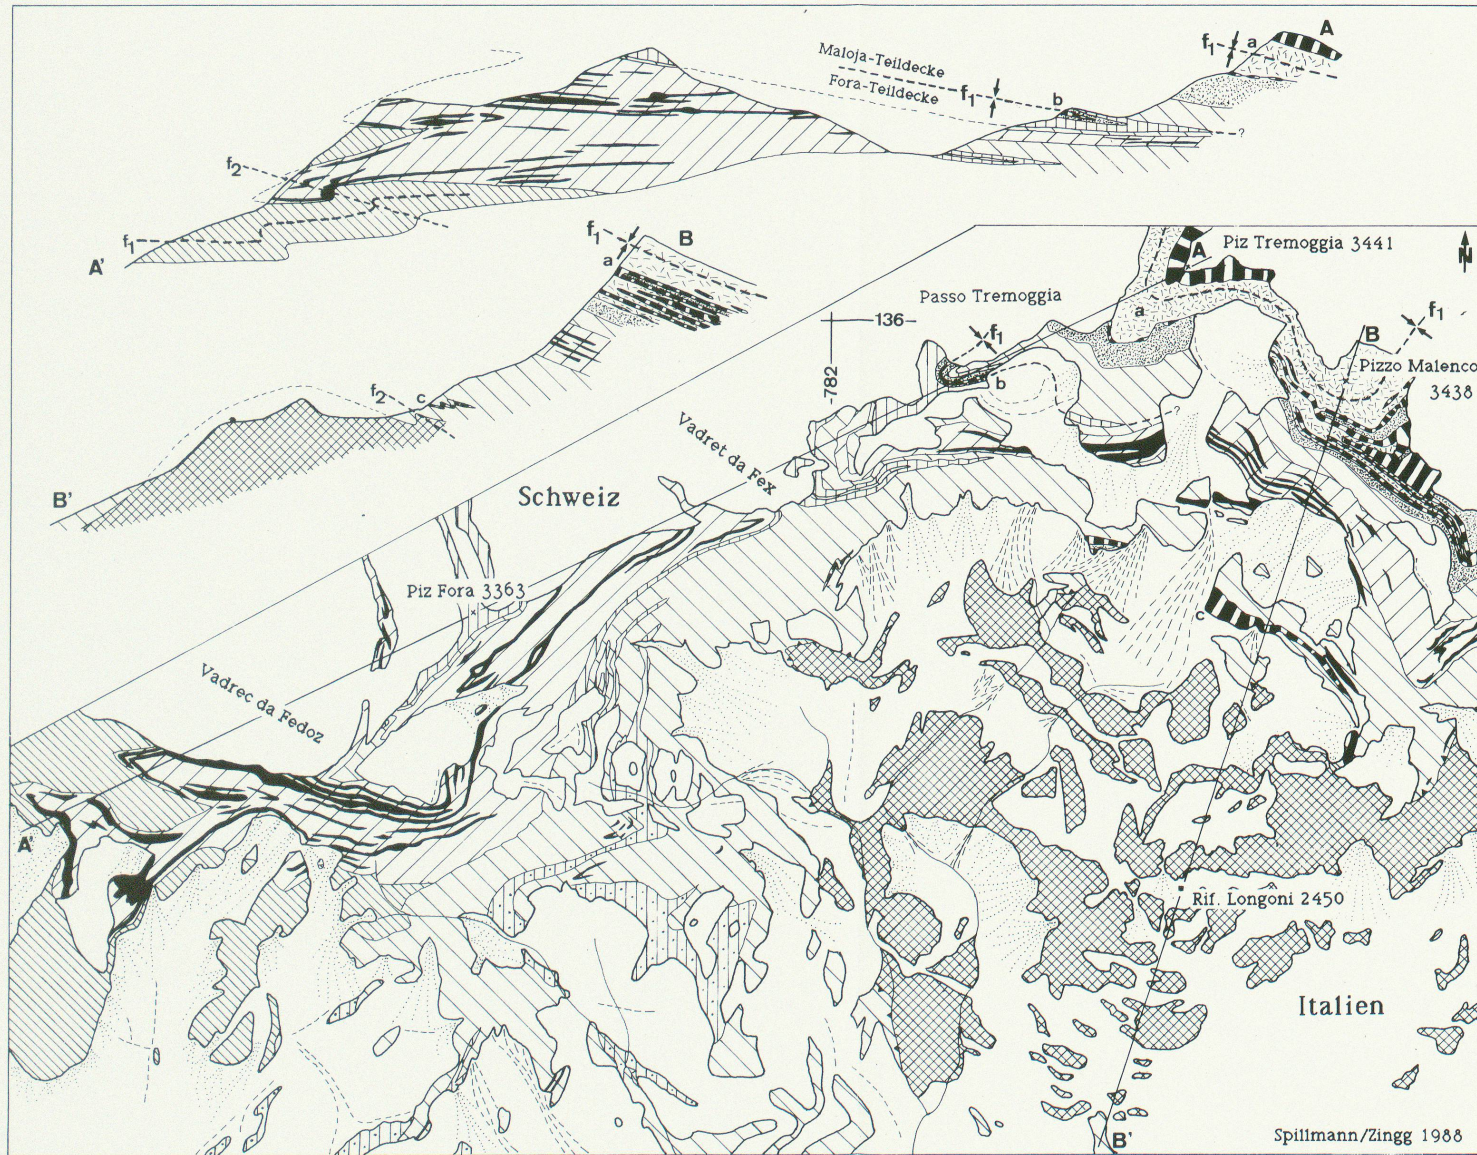 A
f1
a
Maloja-Teildecke
Fora-Teildecke
f1
b
?
f2
f1
A'
f1
B
a
f2
c
B'
A
Piz Tremoggia 3441
N
Passo Tremoggia
136
782
f1
a
b
B
f1
Pizzo Malenco
3438
?
Vadret da Fex
Schweiz
Piz Fora 3363
c
Vadrec da Fedoz
A'
Rif. Longoni 2450
Italien
B'
Spillmann/Zingg 1988